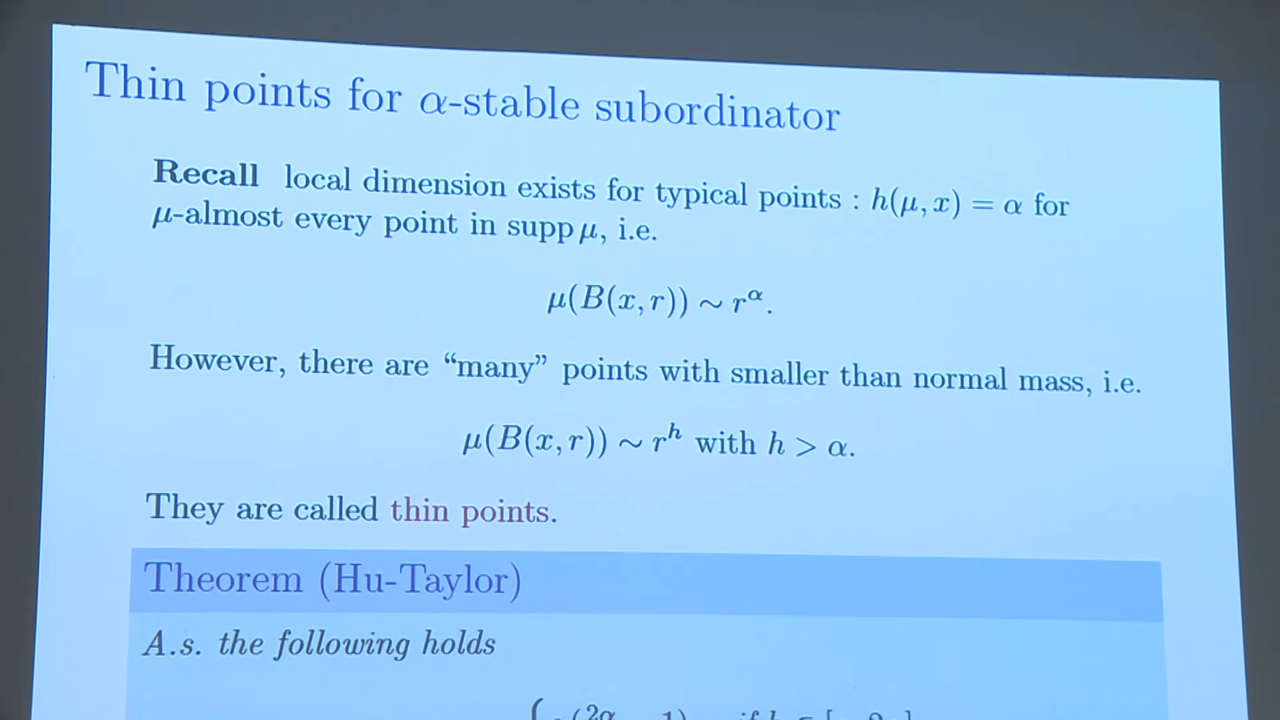 Thin points for α-stable subordinator
Recall local dimension exists for typical points : h(μ, x) = α for
μ-almost every point in supp μ, i.e.
μ(B(x, r)) ∼ r^α.
However, there are “many” points with smaller than normal mass, i.e.
μ(B(x, r)) ∼ r^h with h > α.
They are called thin points.
Theorem (Hu-Taylor)
A.s. the following holds